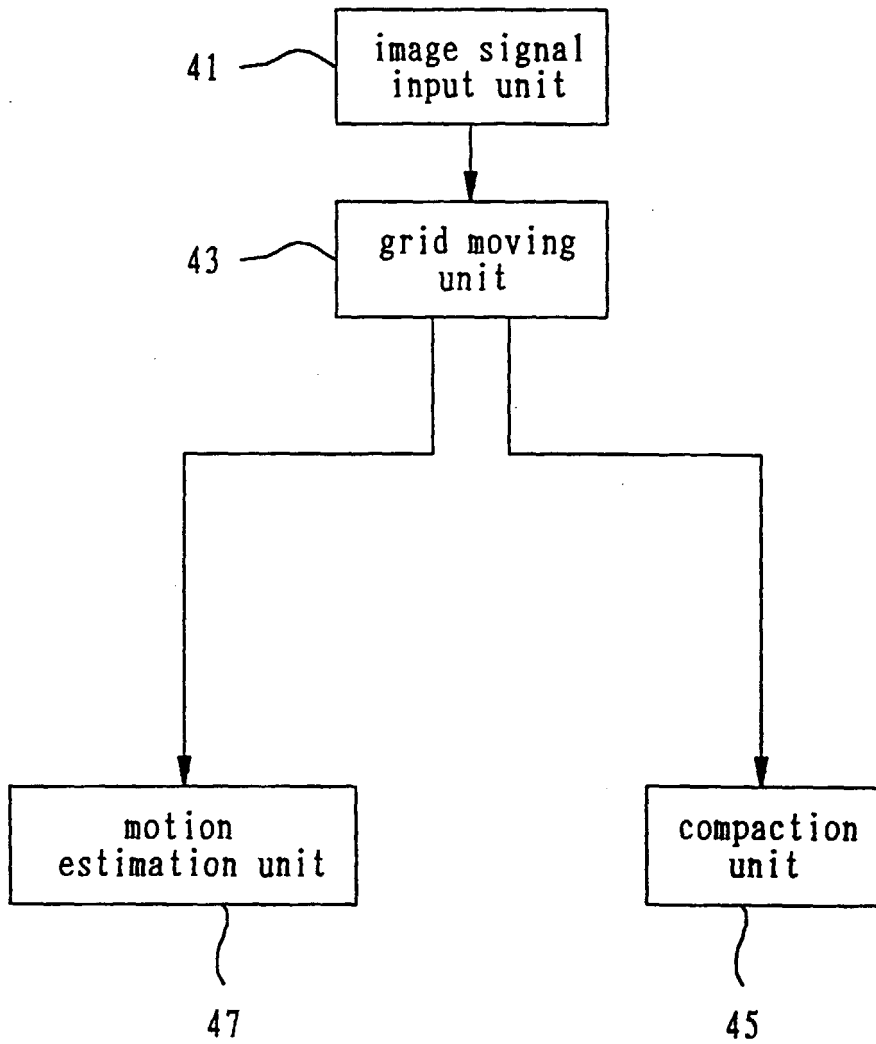 41
image signal
input unit
43
grid moving
unit
motion
estimation unit
compaction
unit
47
45